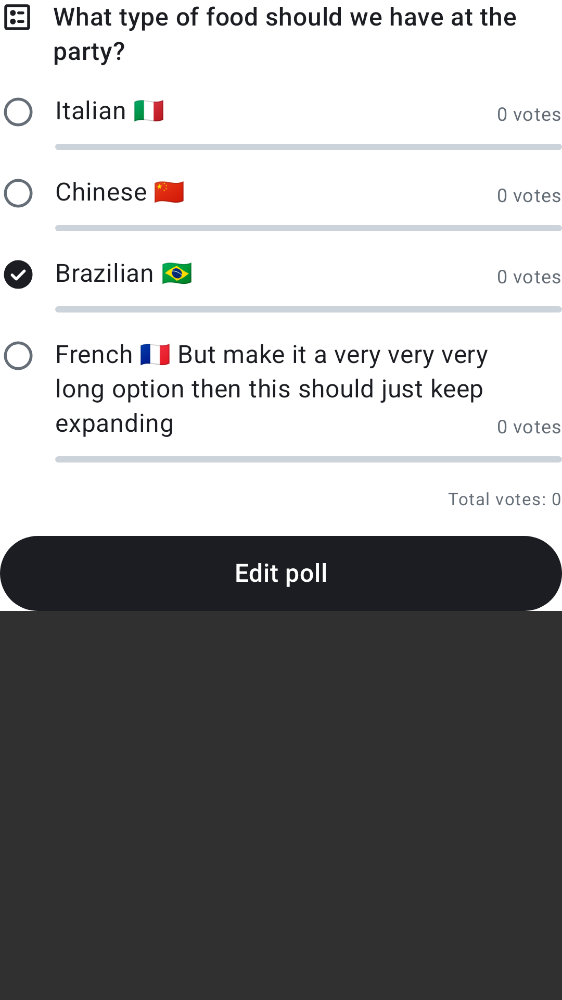 What type of food should we have at the
party?
Italian 🇮🇹
0 votes
Chinese 🇨🇳
0 votes
Brazilian 🇧🇷
0 votes
French 🇫🇷 But make it a very very very
long option then this should just keep
expanding
0 votes
Total votes: 0
Edit poll